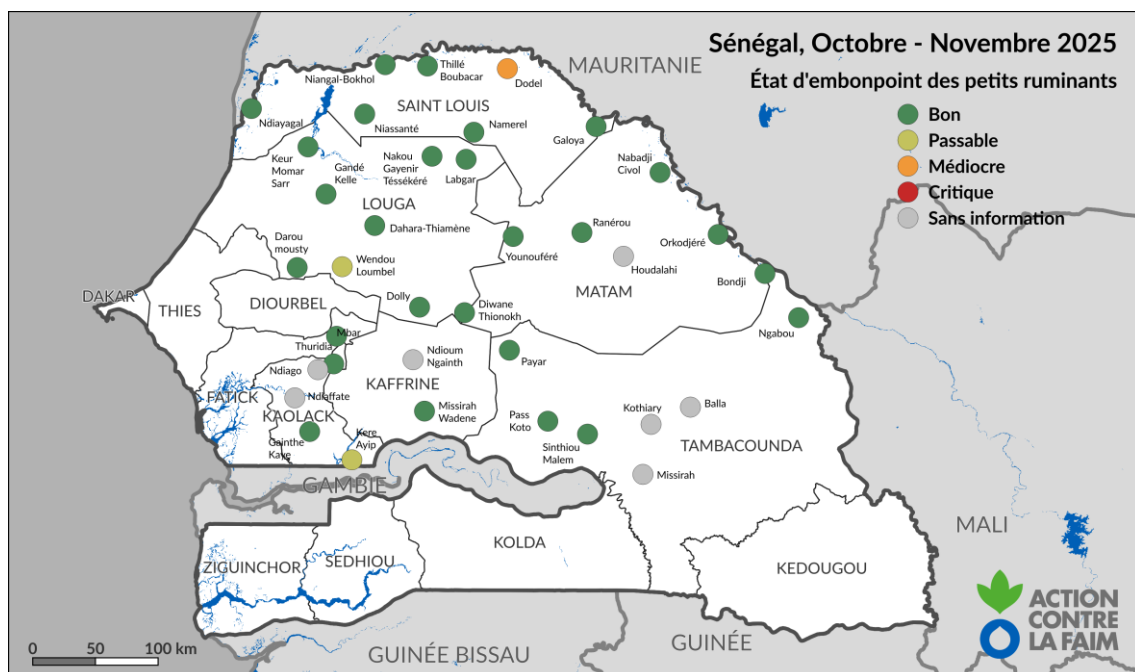 Sénégal, Octobre - Novembre 2025
État d'embonpoint des petits ruminants
Bon
Passable
Médiocre
Critique
Sans information
MAURITANIE
Niangal-Bokhol
Thillé
Boubacar
Dodel
SAINT LOUIS
Ndiayagal
Niassanté
Namerel
Galoya
Keur
Momar
Sarr
Gandé
Kelle
Nakou
Gayenir
Téssékéré
Labgar
Nabadji
Civol
LOUGA
Dahara-Thiamène
Ranérou
Orkodjéré
Younouféré
Houdalahi
Darou
mousty
Wendou
Loumbel
Bondji
MATAM
DAKAR
THIES
DIOURBEL
Dolly
Diwane
Thionokh
Ngabou
Mbar
Thuridia
Ndiago
Ndioum
Ngainth
Payar
KAFFRINE
FATICK
Ndiaffate
KAOLACK
Missirah
Wadene
Pass
Koto
Kothiary
Balla
Gainthe
Kaye
Kere
Ayip
Sinthiou
Malem
TAMBACOUNDA
Missirah
GAMBIE
MALI
ZIGUINCHOR
SEDHIOU
KOLDA
KEDOUGOU
GUINÉE BISSAU
GUINÉE
0 50 100 km
ACTION
CONTRE
LA FAIM